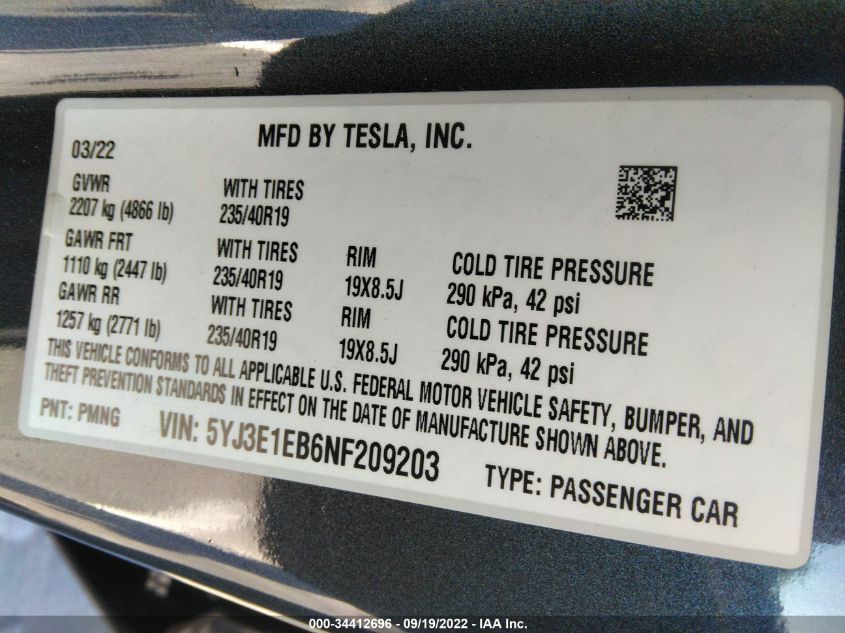 MFD BY TESLA, INC.
03/22
GVWR WITH TIRES
2207 kg (4866 lb) 235/40R19
GAWR FRT WITH TIRES RIM COLD TIRE PRESSURE
1110 kg (2447 lb) 235/40R19 19X8.5J 290 kPa, 42 psi
GAWR RR WITH TIRES RIM COLD TIRE PRESSURE
1257 kg (2771 lb) 235/40R19 19X8.5J 290 kPa, 42 psi
THIS VEHICLE CONFORMS TO ALL APPLICABLE U.S. FEDERAL MOTOR VEHICLE SAFETY, BUMPER, AND
THEFT PREVENTION STANDARDS IN EFFECT ON THE DATE OF MANUFACTURE SHOWN ABOVE.
PNT: PMNG VIN: 5YJ3E1EB6NF209203 TYPE: PASSENGER CAR
000-34412696 - 09/19/2022 - IAA Inc.